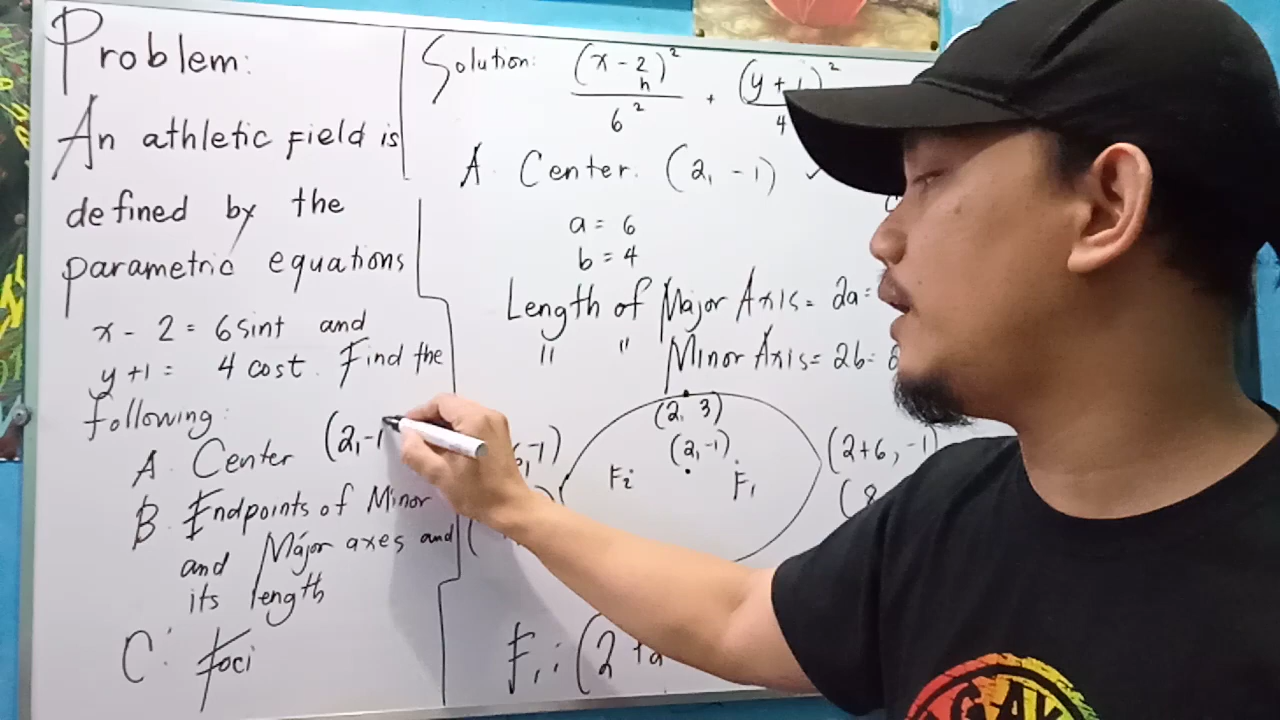 Problem:
An athletic field is
defined by the
parametric equations
x - 2 = 6 sint and
y + 1 = 4 cost. Find the
following:
A. Center (2, -1
B. Endpoints of Minor
and Major axes and
its length
C. Foci
Solution: (x - 2)² / 6² + (y + 1)² / 4
h
A. Center: (2, -1) ✓
a = 6
b = 4
Length of Major Axis = 2a =
" " Minor Axis = 2b = 8
(2, 3)
(2, -1)
F₂ F₁
(2+6, -1)
(8
F₁: (2 +